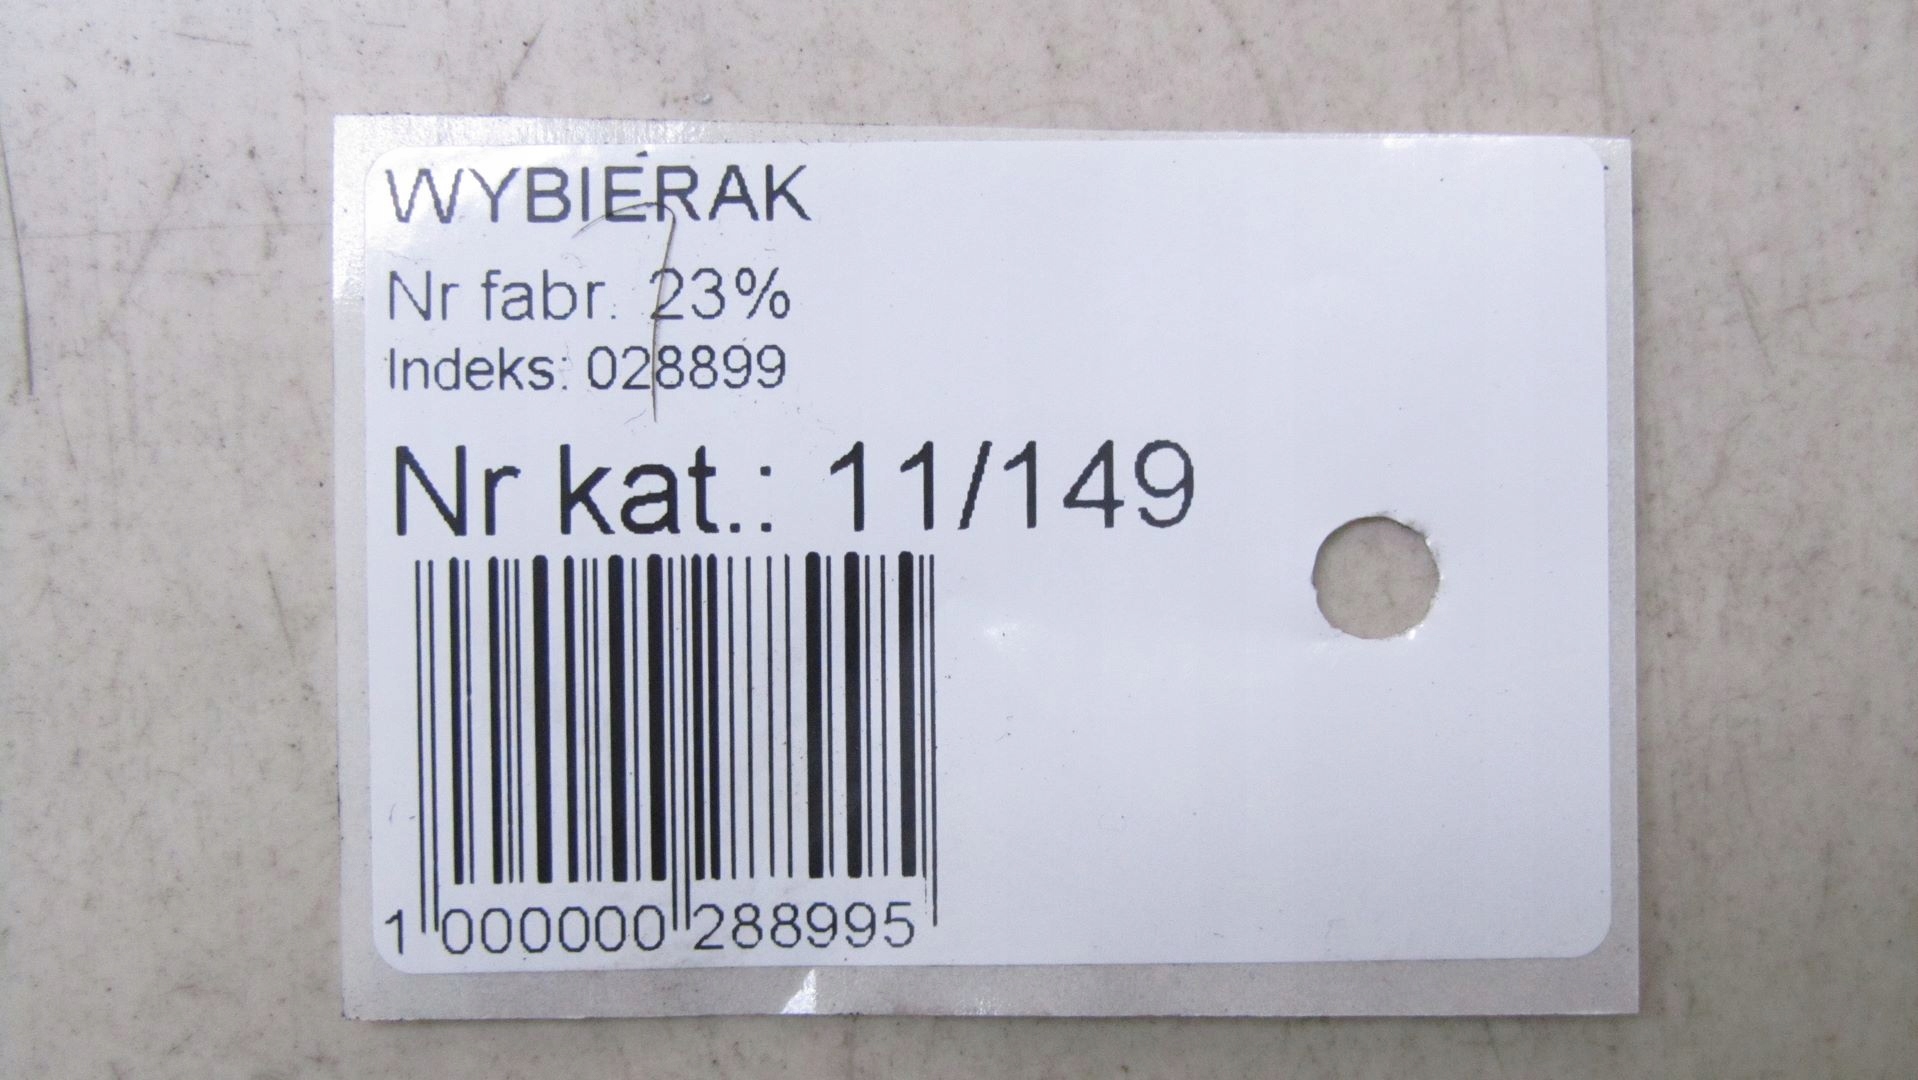 WYBIERAK
Nr fabr. 23%
Indeks: 028899
Nr kat.: 11/149
1 000000 288995